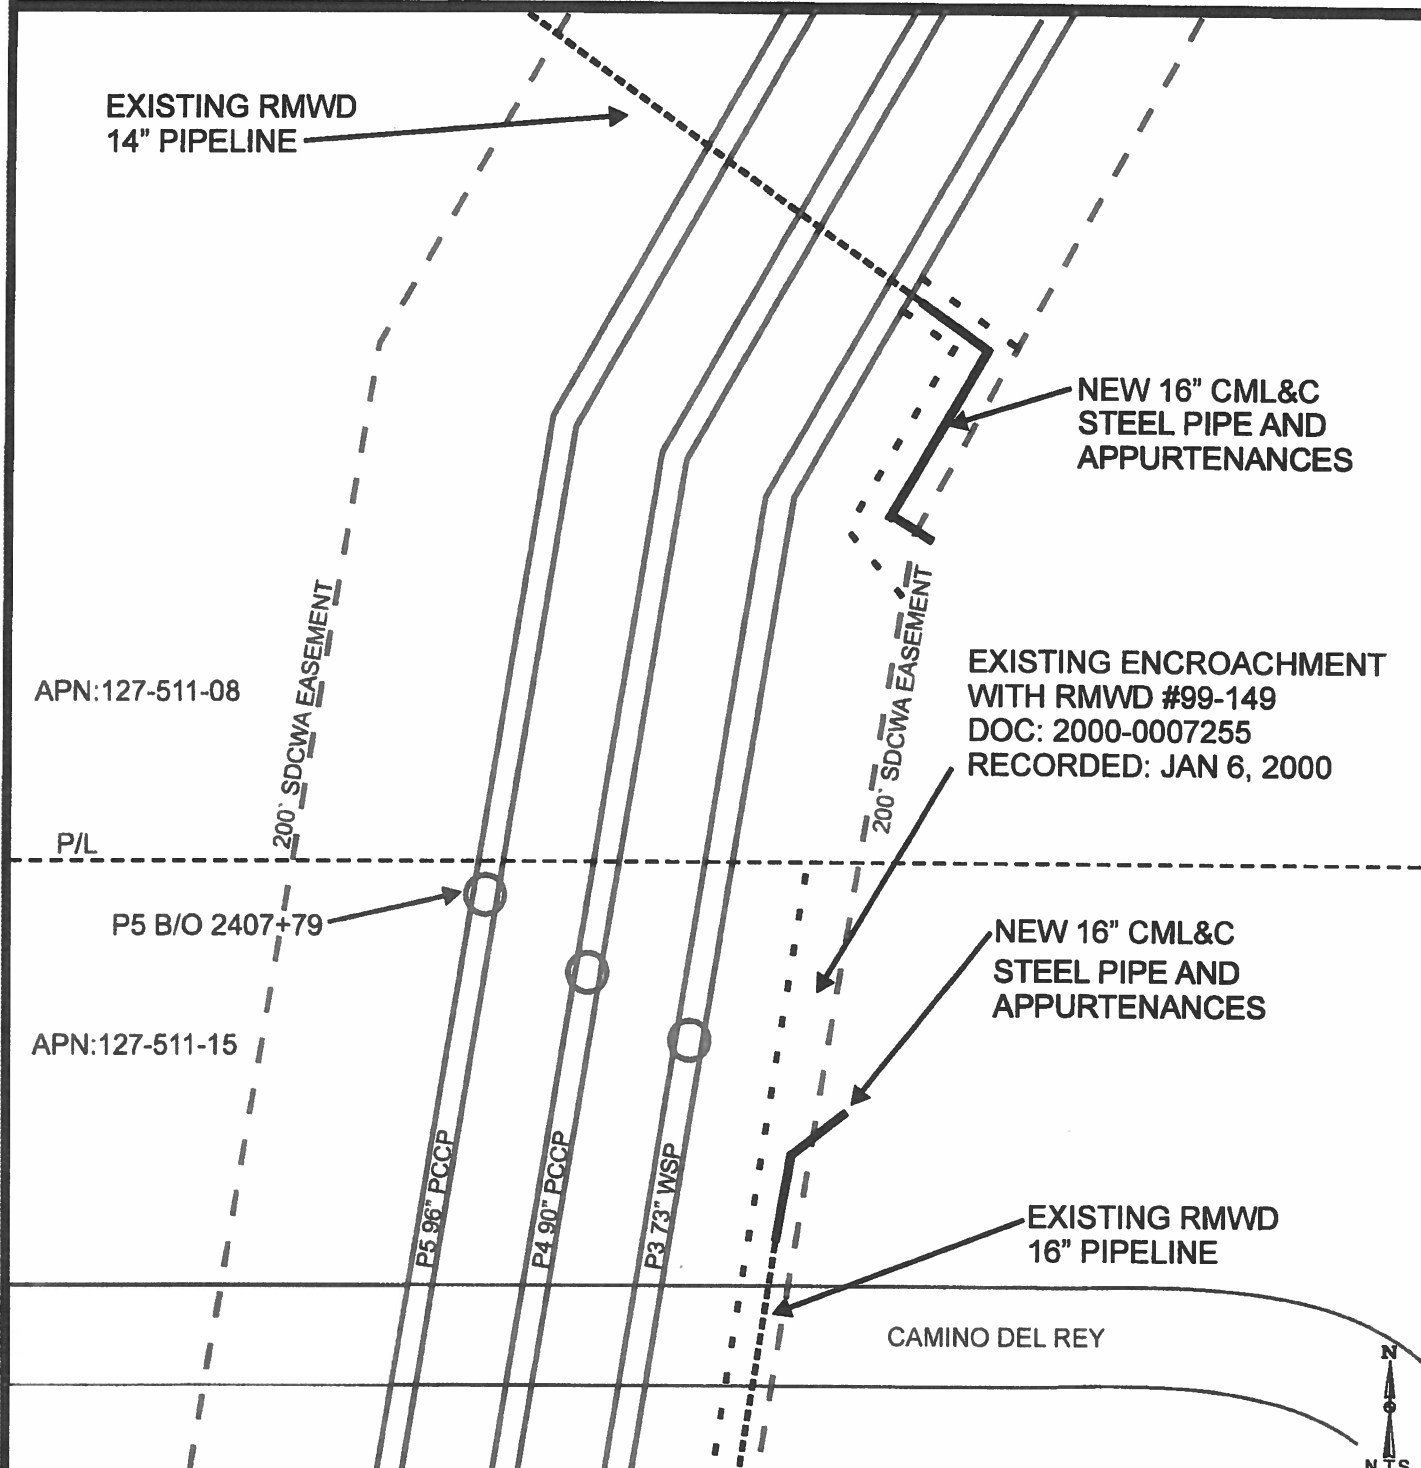 EXISTING RMWD
14” PIPELINE
NEW 16” CML&C
STEEL PIPE AND
APPURTENANCES
200` SDCWA EASEMENT
200` SDCWA EASEMENT
EXISTING ENCROACHMENT
WITH RMWD #99-149
DOC: 2000-0007255
RECORDED: JAN 6, 2000
APN:127-511-08
P/L
P5 B/O 2407+79
NEW 16” CML&C
STEEL PIPE AND
APPURTENANCES
APN:127-511-15
P5 96” PCCP
P4 90” PCCP
P3 73” WSP
EXISTING RMWD
16” PIPELINE
CAMINO DEL REY
N
N.T.S.